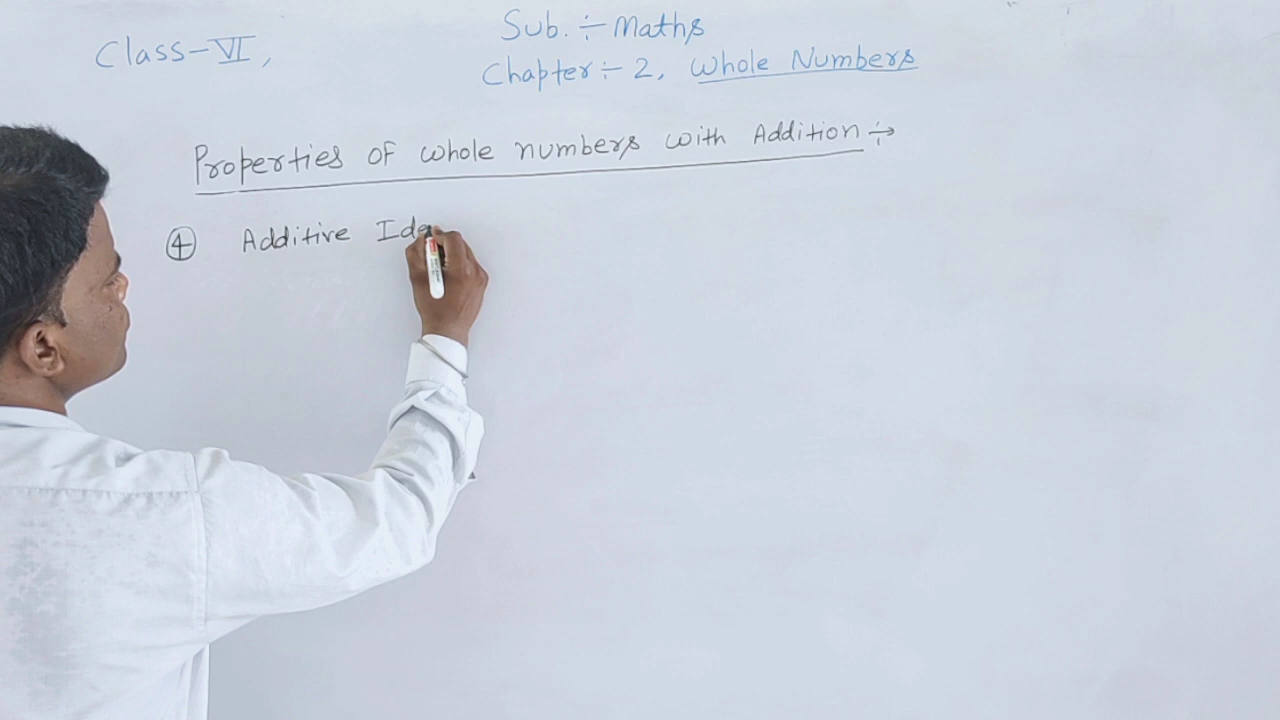 Sub. ÷ Maths
Class-VI,
Chapter ÷ 2, Whole Numbers
Properties of whole numbers with Addition ÷→
④ Additive Ide